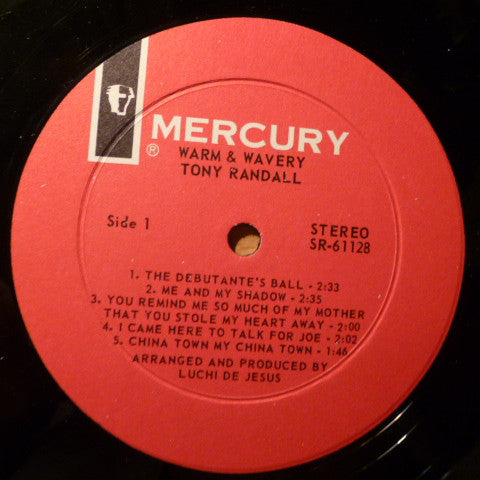 MERCURY
®
WARM & WAVERY
TONY RANDALL
Side 1
STEREO
SR-61128
1. THE DEBUTANTE'S BALL - 2:33
2. ME AND MY SHADOW - 2:35
3. YOU REMIND ME SO MUCH OF MY MOTHER
THAT YOU STOLE MY HEART AWAY - 2:00
4. I CAME HERE TO TALK FOR JOE - 2:02
5. CHINA TOWN MY CHINA TOWN - 1:46
ARRANGED AND PRODUCED BY
LUCHI DE JESUS